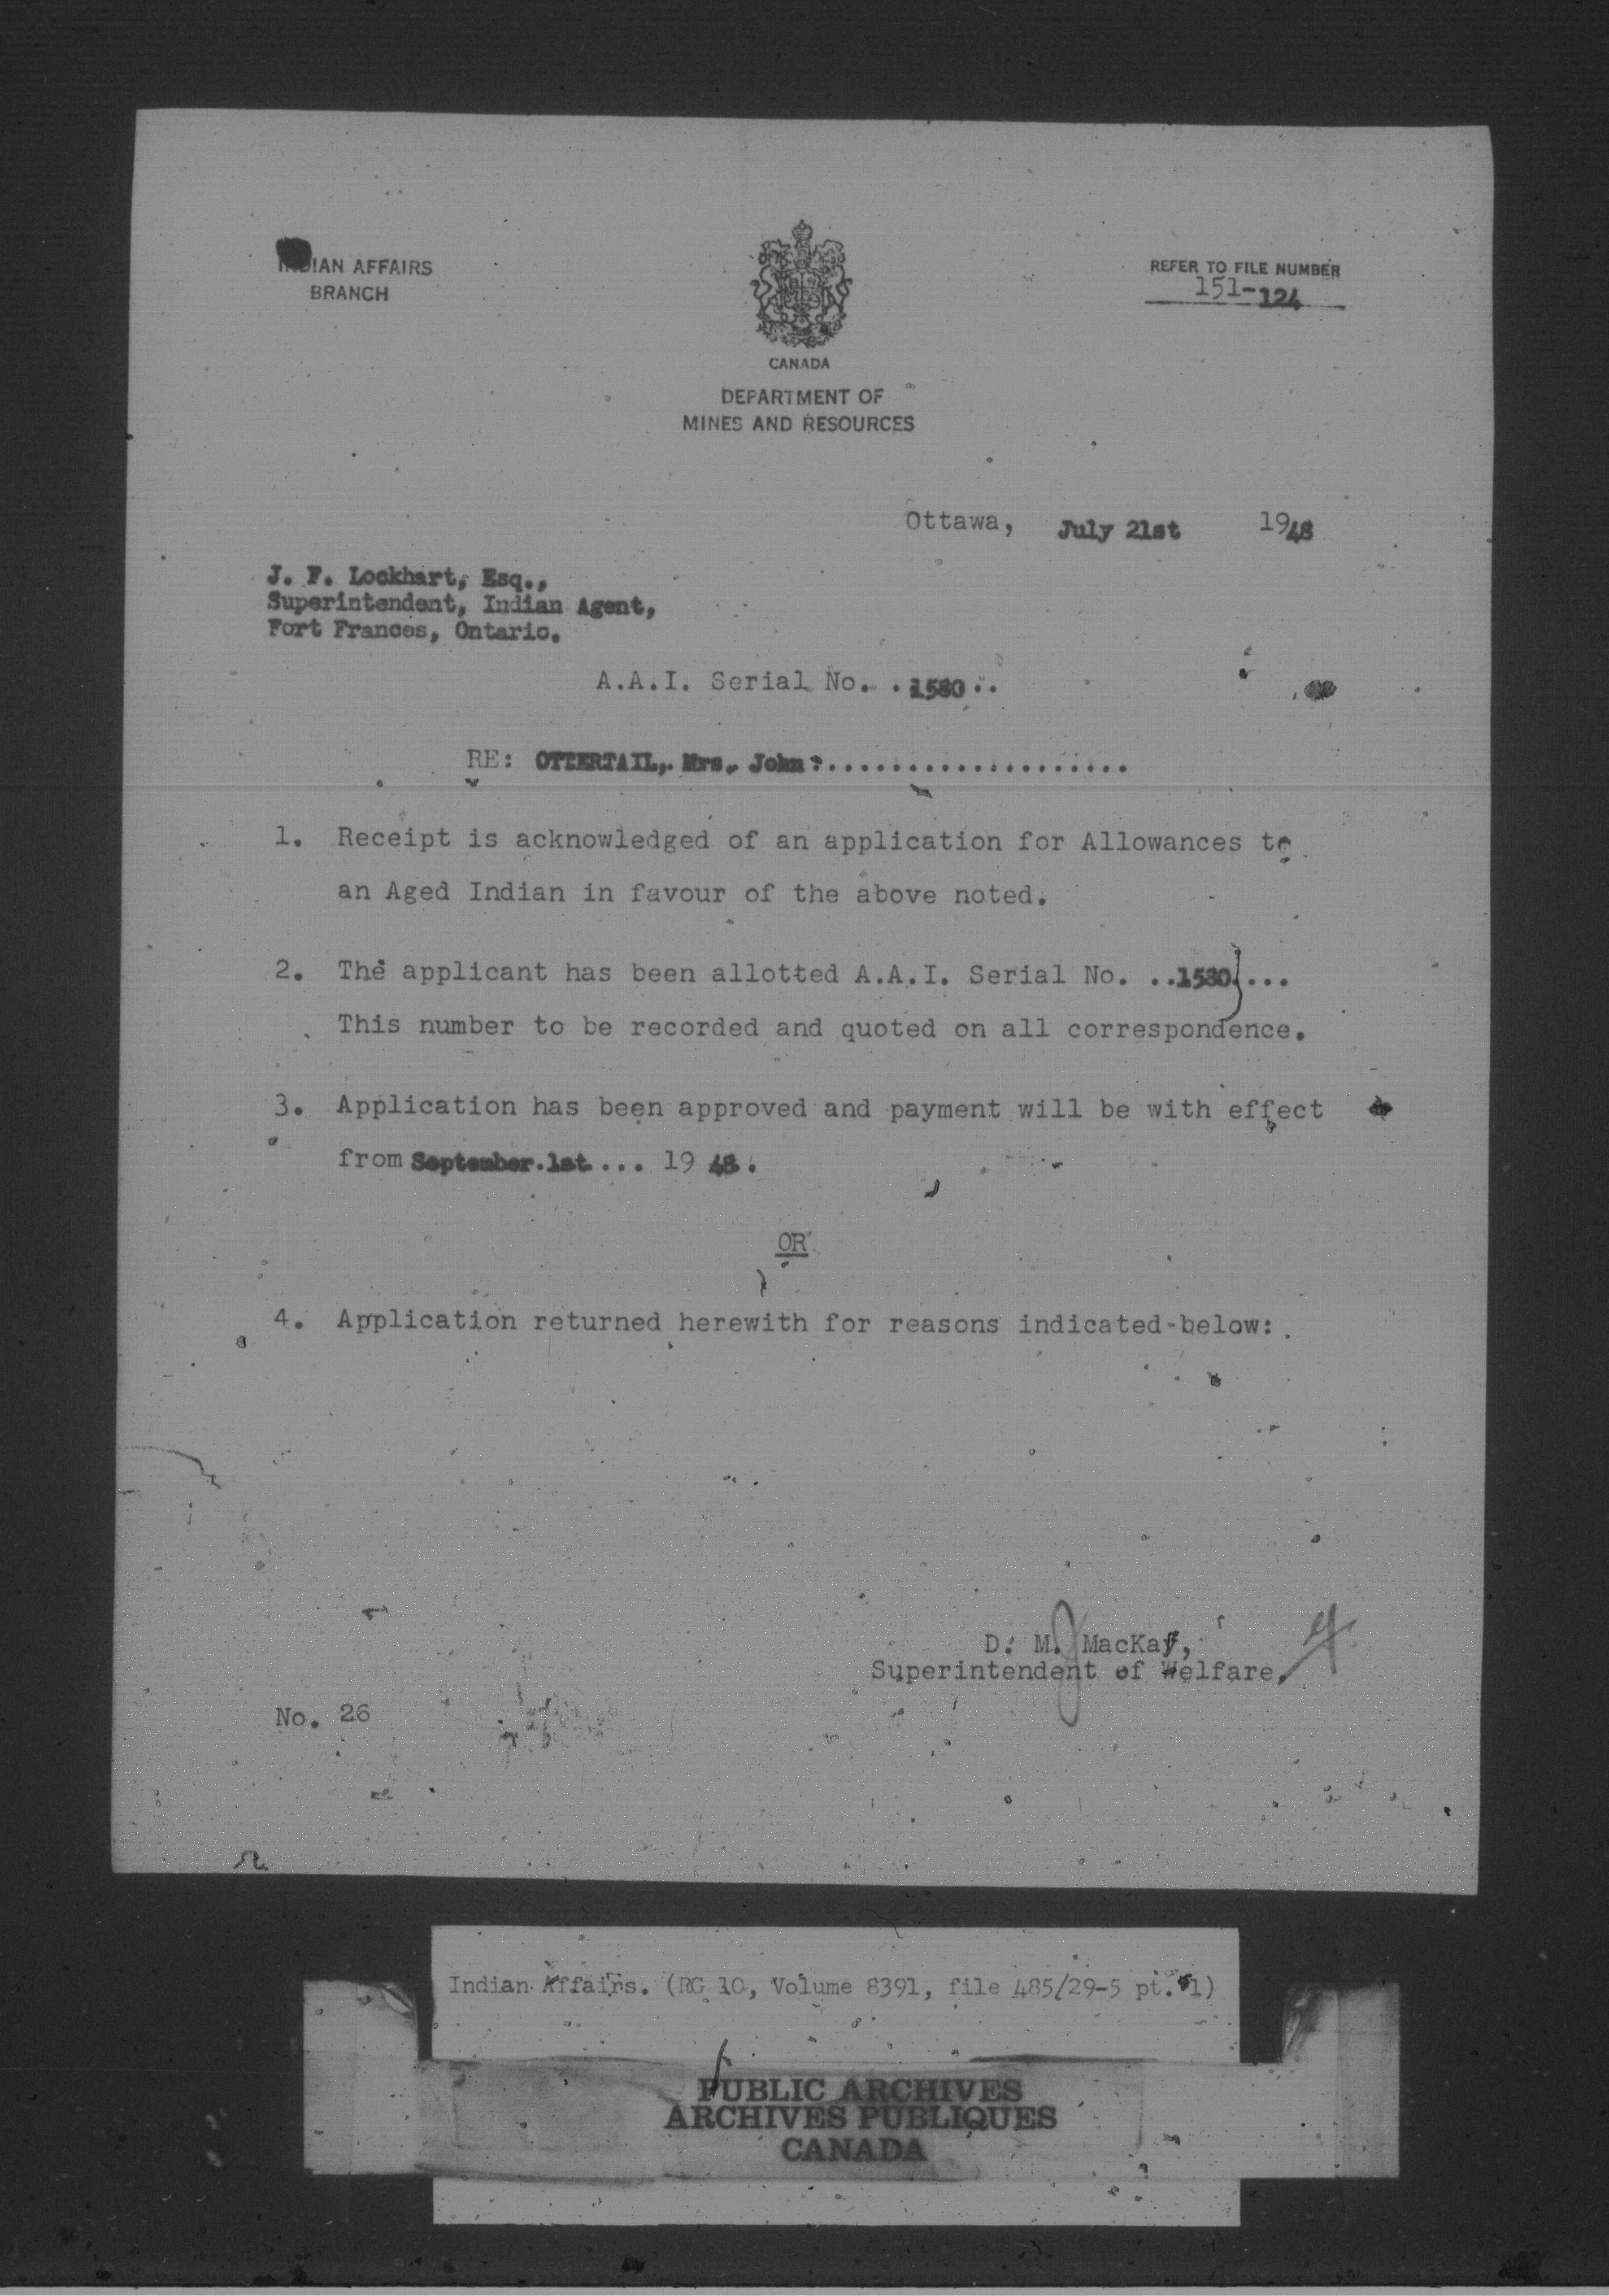 INDIAN AFFAIRS
BRANCH
REFER TO FILE NUMBER
151-124
CANADA
DEPARTMENT OF
MINES AND RESOURCES
Ottawa, July 21st 1948
J. F. Lockhart, Esq.,
Superintendent, Indian Agent,
Fort Frances, Ontario.
A.A.I. Serial No. .1580..
RE: OTTERTAIL, Mrs. John:...................
1. Receipt is acknowledged of an application for Allowances to
an Aged Indian in favour of the above noted.
2. The applicant has been allotted A.A.I. Serial No. ..1580....
This number to be recorded and quoted on all correspondence.
3. Application has been approved and payment will be with effect
from September.1st... 19 48.
OR
4. Application returned herewith for reasons indicated below:
D. M. MacKay,
Superintendent of Welfare.
No. 26
Indian Affairs. (RG 10, Volume 8391, file 485/29-5 pt. 1)
PUBLIC ARCHIVES
ARCHIVES PUBLIQUES
CANADA